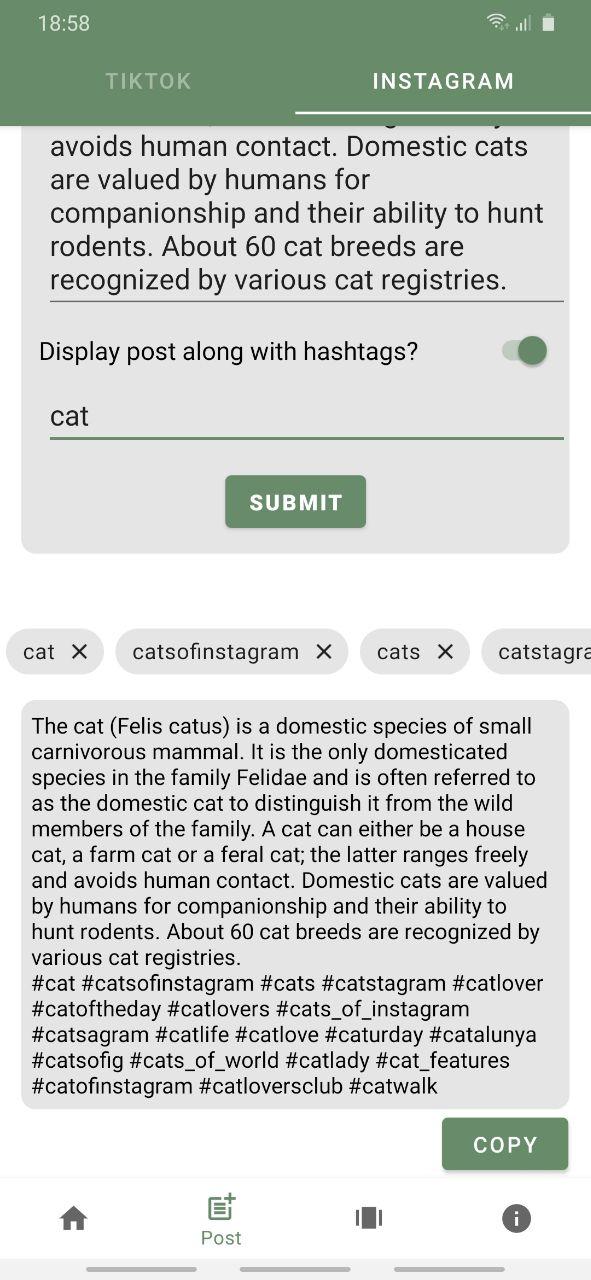 18:58
TIKTOK
INSTAGRAM
avoids human contact. Domestic cats
are valued by humans for
companionship and their ability to hunt
rodents. About 60 cat breeds are
recognized by various cat registries.
Display post along with hashtags?
cat
SUBMIT
cat
catsofinstagram
cats
catstagra
The cat (Felis catus) is a domestic species of small
carnivorous mammal. It is the only domesticated
species in the family Felidae and is often referred to
as the domestic cat to distinguish it from the wild
members of the family. A cat can either be a house
cat, a farm cat or a feral cat; the latter ranges freely
and avoids human contact. Domestic cats are valued
by humans for companionship and their ability to
hunt rodents. About 60 cat breeds are recognized by
various cat registries.
#cat #catsofinstagram #cats #catstagram #catlover
#catoftheday #catlovers #cats_of_instagram
#catsagram #catlife #catlove #caturday #catalunya
#catsofig #cats_of_world #catlady #cat_features
#catofinstagram #catloversclub #catwalk
COPY
Post